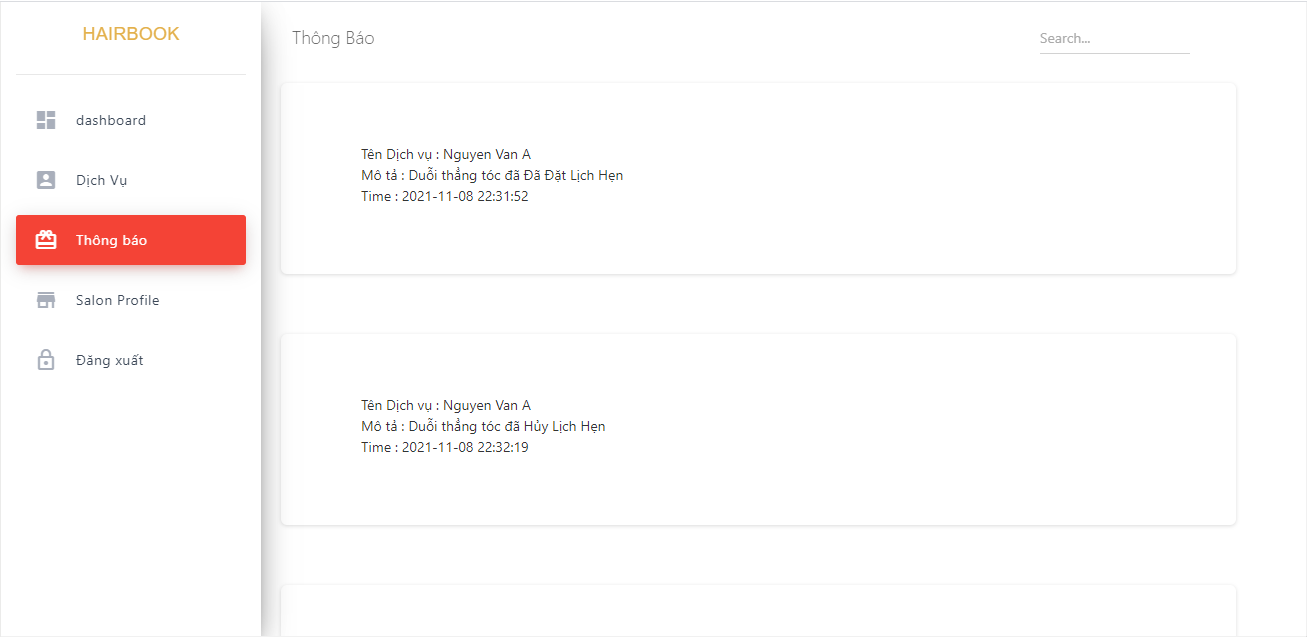 HAIRBOOK
dashboard
Dịch Vụ
Thông báo
Salon Profile
Đăng xuất
Thông Báo
Search...
Tên Dịch vụ : Nguyen Van A
Mô tả : Duỗi thẳng tóc đã Đã Đặt Lịch Hẹn
Time : 2021-11-08 22:31:52
Tên Dịch vụ : Nguyen Van A
Mô tả : Duỗi thẳng tóc đã Hủy Lịch Hẹn
Time : 2021-11-08 22:32:19